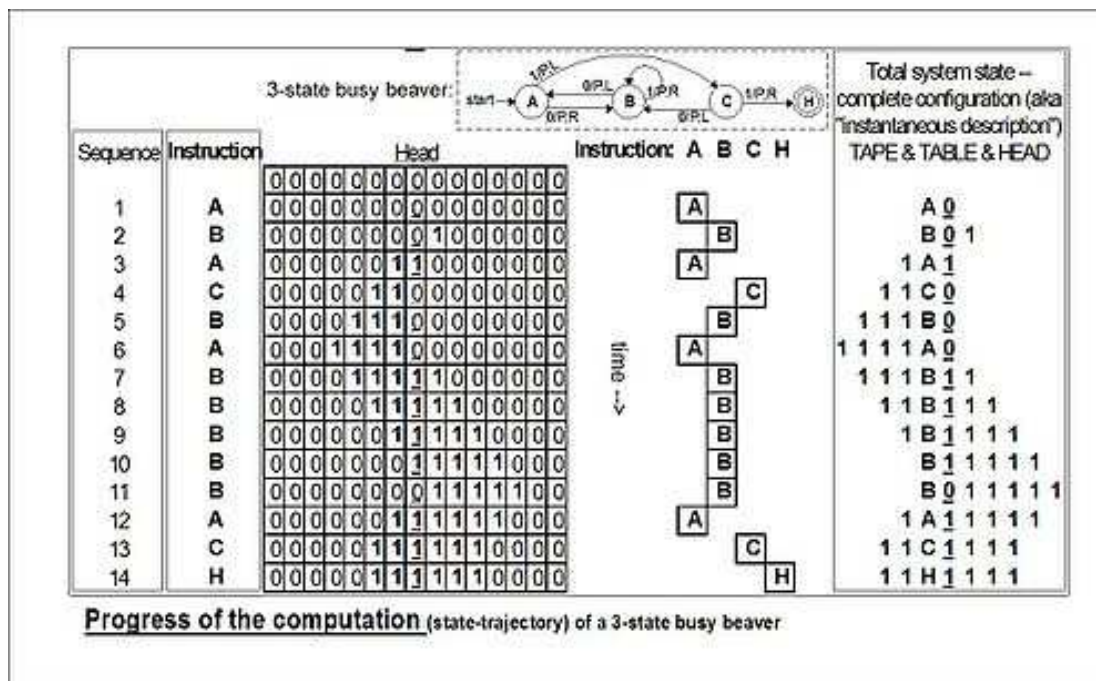 3-state busy beaver:
start→ A B C H
1/P,L
0/P,L
1/P,R
1/P,R
0/P,R
0/P,L
Total system state –
complete configuration (aka
"instantaneous description")
TAPE & TABLE & HEAD
Sequence Instruction Head Instruction: A B C H
0 0 0 0 0 0 0 0 0 0 0 0 0 0 0
1 A 0 0 0 0 0 0 0 0 0 0 0 0 0 0 0 A A 0
2 B 0 0 0 0 0 0 0 0 1 0 0 0 0 0 0 B B 0 1
3 A 0 0 0 0 0 0 1 1 0 0 0 0 0 0 0 A 1 A 1
4 C 0 0 0 0 0 1 1 0 0 0 0 0 0 0 0 C 1 1 C 0
5 B 0 0 0 0 1 1 1 0 0 0 0 0 0 0 0 B 1 1 1 B 0
6 A 0 0 0 1 1 1 1 0 0 0 0 0 0 0 0 A 1 1 1 1 A 0
7 B 0 0 0 0 1 1 1 1 1 0 0 0 0 0 0 B 1 1 1 B 1 1
8 B 0 0 0 0 0 1 1 1 1 1 0 0 0 0 0 B 1 1 B 1 1 1
9 B 0 0 0 0 0 0 1 1 1 1 1 0 0 0 0 B 1 B 1 1 1 1
10 B 0 0 0 0 0 0 0 1 1 1 1 1 0 0 0 B B 1 1 1 1 1
11 B 0 0 0 0 0 0 0 0 1 1 1 1 1 0 0 B B 0 1 1 1 1 1
12 A 0 0 0 0 0 0 1 1 1 1 1 1 0 0 0 A 1 A 1 1 1 1 1
13 C 0 0 0 0 0 1 1 1 1 1 1 0 0 0 0 C 1 1 C 1 1 1 1
14 H 0 0 0 0 0 1 1 1 1 1 1 0 0 0 0 H 1 1 H 1 1 1 1
time -->
Progress of the computation (state-trajectory) of a 3-state busy beaver